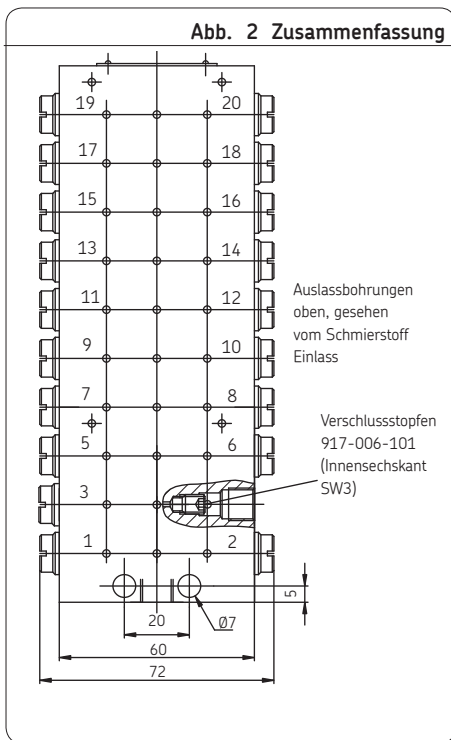 Abb. 2 Zusammenfassung
19 20
17 18
15 16
13 14
11 12
Auslassbohrungen
oben, gesehen
vom Schmierstoff
Einlass
9 10
7 8
Verschlussstopfen
917-006-101
(Innensechskant
SW3)
5 6
3
1 2
5
20
Ø7
60
72